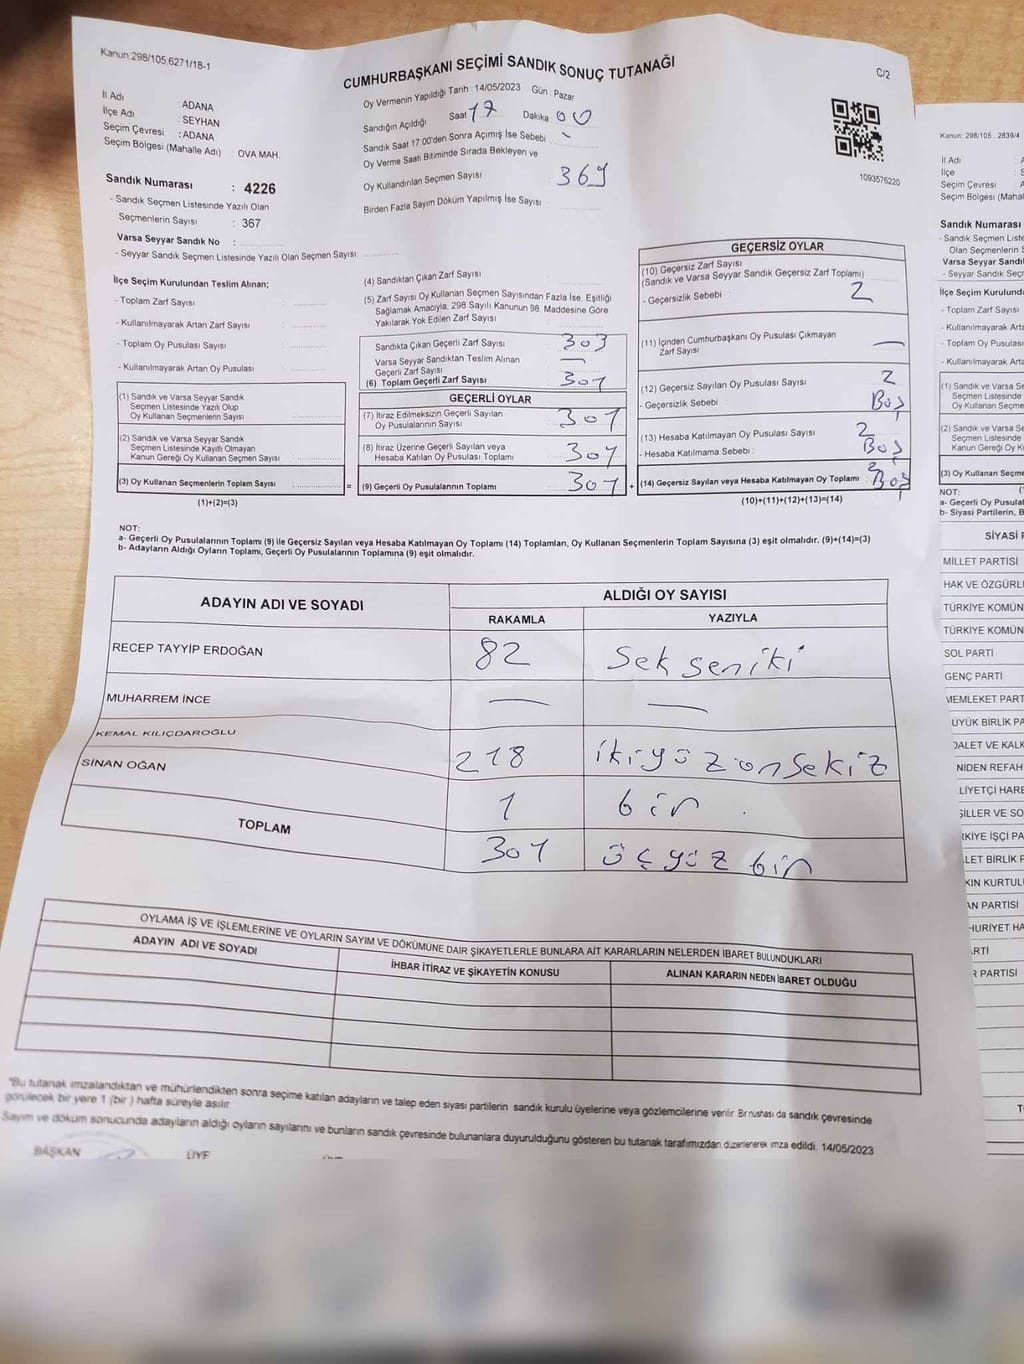 Kanun:298/105,6271/18-1
CUMHURBAŞKANI SEÇİMİ SANDIK SONUÇ TUTANAĞI
C/2
İl Adı : ADANA
İlçe Adı : SEYHAN
Seçim Çevresi : ADANA
Seçim Bölgesi (Mahalle Adı) : OVA MAH.
Sandık Numarası : 4226
- Sandık Seçmen Listesinde Yazılı Olan
Seçmenlerin Sayısı : 367
Varsa Seyyar Sandık No :
- Seyyar Sandık Seçmen Listesinde Yazılı Olan Seçmen Sayısı:
Oy Vermenin Yapıldığı Tarih : 14/05/2023 Gün : Pazar
Sandığın Açıldığı Saat 17 Dakika 00
Sandık Saat 17:00'den Sonra Açımış İse Sebebi :
Oy Verme Saati Bitiminde Sırada Bekleyen ve
Oy Kullandırılan Seçmen Sayısı 369
Birden Fazla Sayım Döküm Yapılmış İse Sayısı :
1093576220
İlçe Seçim Kurulundan Teslim Alınan;
- Toplam Zarf Sayısı :
- Kullanılmayarak Artan Zarf Sayısı :
- Toplam Oy Pusulası Sayısı :
- Kullanılmayarak Artan Oy Pusulası :
(1) Sandık ve Varsa Seyyar Sandık
Seçmen Listesinde Yazılı Olup
Oy Kullanan Seçmenlerin Sayısı :
(2) Sandık ve Varsa Seyyar Sandık
Seçmen Listesinde Kayıtlı Olmayan
Kanun Gereği Oy Kullanan Seçmen Sayısı :
(3) Oy Kullanan Seçmenlerin Toplam Sayısı :
(1)+(2)=(3)
(4) Sandıktan Çıkan Zarf Sayısı :
(5) Zarf Sayısı Oy Kullanan Seçmen Sayısından Fazla İse, Eşitliği
Sağlamak Amacıyla, 298 Sayılı Kanunun 98. Maddesine Göre
Yakılarak Yok Edilen Zarf Sayısı :
Sandıkta Çıkan Geçerli Zarf Sayısı : 303
Varsa Seyyar Sandıktan Teslim Alınan
Geçerli Zarf Sayısı : —
(6) Toplam Geçerli Zarf Sayısı : 301
GEÇERLİ OYLAR
(7) İtiraz Edilmeksizin Geçerli Sayılan
Oy Pusulalarının Sayısı : 301
(8) İtiraz Üzerine Geçerli Sayılan veya
Hesaba Katılan Oy Pusulası Toplamı : 301
= (9) Geçerli Oy Pusulalarının Toplamı : 301 +
GEÇERSİZ OYLAR
(10) Geçersiz Zarf Sayısı
(Sandık ve Varsa Seyyar Sandık Geçersiz Zarf Toplamı)
- Geçersizlik Sebebi : 2
(11) İçinden Cumhurbaşkanı Oy Pusulası Çıkmayan
Zarf Sayısı : —
(12) Geçersiz Sayılan Oy Pusulası Sayısı : 2
- Geçersizlik Sebebi : Boş
(13) Hesaba Katılmayan Oy Pusulası Sayısı : 2
- Hesaba Katılmama Sebebi : Boş
(14) Geçersiz Sayılan veya Hesaba Katılmayan Oy Toplamı : 2 Boş
(10)+(11)+(12)+(13)=(14)
NOT:
a- Geçerli Oy Pusulalarının Toplamı (9) ile Geçersiz Sayılan veya Hesaba Katılmayan Oy Toplamı (14) Toplamları, Oy Kullanan Seçmenlerin Toplam Sayısına (3) eşit olmalıdır. (9)+(14)=(3)
b- Adayların Aldığı Oyların Toplamı, Geçerli Oy Pusulalarının Toplamına (9) eşit olmalıdır.
ADAYIN ADI VE SOYADI ALDIĞI OY SAYISI
RAKAMLA YAZIYLA
RECEP TAYYİP ERDOĞAN 82 Sekseniki
MUHARREM İNCE — —
KEMAL KILIÇDAROĞLU 218 ikiyüzonsekiz
SİNAN OĞAN 1 bir
TOPLAM 301 üçyüz bir
OYLAMA İŞ VE İŞLEMLERİNE VE OYLARIN SAYIM VE DÖKÜMÜNE DAİR ŞİKAYETLERLE BUNLARA AİT KARARLARIN NELERDEN İBARET BULUNDUKLARI
ADAYIN ADI VE SOYADI İHBAR İTİRAZ VE ŞİKAYETİN KONUSU ALINAN KARARIN NEDEN İBARET OLDUĞU
"Bu tutanak imzalandıktan ve mühürlendikten sonra seçime katılan adayların ve talep eden siyasi partilerin sandık kurulu üyelerine veya gözlemcilerine verilir. Bir nüshası da sandık çevresinde
görülecek bir yere 1 (bir) hafta süreyle asılır.
Sayım ve döküm sonucunda adayların aldığı oyların sayılarını ve bunların sandık çevresinde bulunanlara duyurulduğunu gösteren bu tutanak tarafımızdan düzenlenerek imza edildi. 14/05/2023
BAŞKAN ÜYE
Kanun: 298/105 . 2839/4
İl Adı
İlçe
Seçim Çevresi
Seçim Bölgesi (Mahal
Sandık Numarası
- Sandık Seçmen Liste
Olan Seçmenlerin S
Varsa Seyyar Sandı
- Seyyar Sandık Seç
İlçe Seçim Kurulund
- Toplam Zarf Sayısı
- Kullanılmayarak Arta
- Toplam Oy Pusulası
- Kullanılmayarak Artan
(1) Sandık ve Varsa Se
Seçmen Listesinde
Oy Kullanan Seçme
(2) Sandık ve Varsa Se
Seçmen Listesinde
Kanun Gereği Oy K
(3) Oy Kullanan Seçme
NOT:
a- Geçerli Oy Pusula
b- Siyasi Partilerin, B
SİYASİ
MİLLET PARTİSİ
HAK VE ÖZGÜRL
TÜRKİYE KOMÜN
TÜRKİYE KOMÜN
SOL PARTİ
GENÇ PARTİ
MEMLEKET PART
ÜYÜK BİRLİK PA
DALET VE KALK
NİDEN REFAH
LİYETÇİ HARE
ŞİLLER VE SO
RKİYE İŞÇİ PA
LET BİRLİK P
KIN KURTUL
AN PARTİSİ
HURİYET HA
RTİ
R PARTİSİ